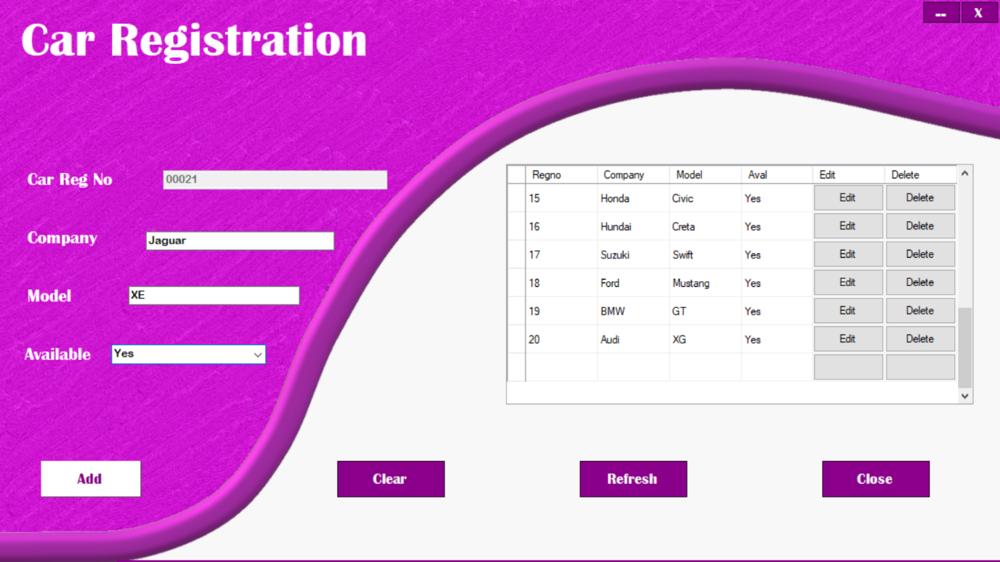 -- X
Car Registration
Car Reg No 00021
Company Jaguar
Model XE
Available Yes
Regno Company Model Aval Edit Delete
15 Honda Civic Yes Edit Delete
16 Hundai Creta Yes Edit Delete
17 Suzuki Swift Yes Edit Delete
18 Ford Mustang Yes Edit Delete
19 BMW GT Yes Edit Delete
20 Audi XG Yes Edit Delete
Add Clear Refresh Close